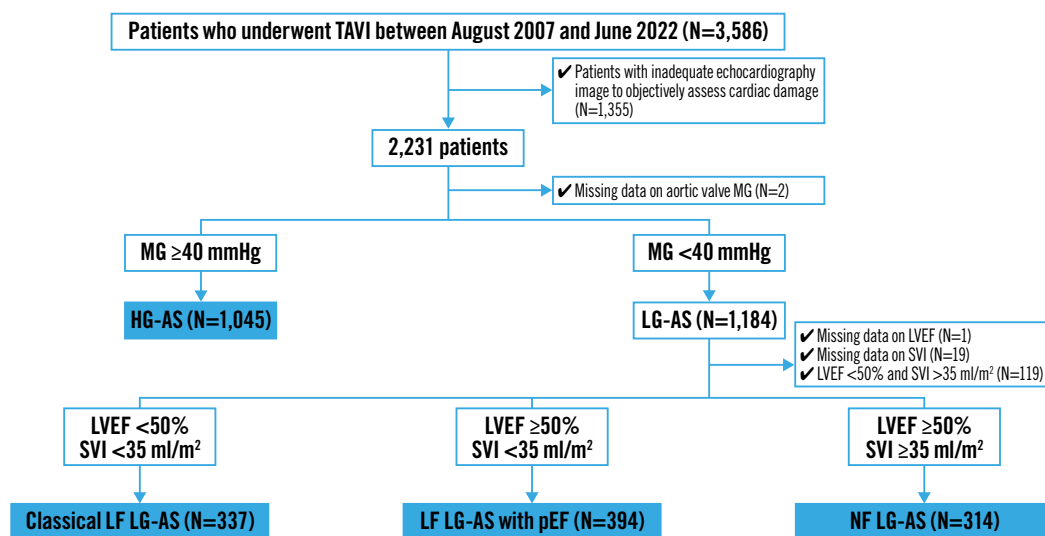 Patients who underwent TAVI between August 2007 and June 2022 (N=3,586)
✔ Patients with inadequate echocardiography
image to objectively assess cardiac damage
(N=1,355)
2,231 patients
✔ Missing data on aortic valve MG (N=2)
MG ≥40 mmHg
MG <40 mmHg
HG-AS (N=1,045)
LG-AS (N=1,184)
✔ Missing data on LVEF (N=1)
✔ Missing data on SVI (N=19)
✔ LVEF <50% and SVI >35 ml/m² (N=119)
LVEF <50%
SVI <35 ml/m²
LVEF ≥50%
SVI <35 ml/m²
LVEF ≥50%
SVI ≥35 ml/m²
Classical LF LG-AS (N=337)
LF LG-AS with pEF (N=394)
NF LG-AS (N=314)